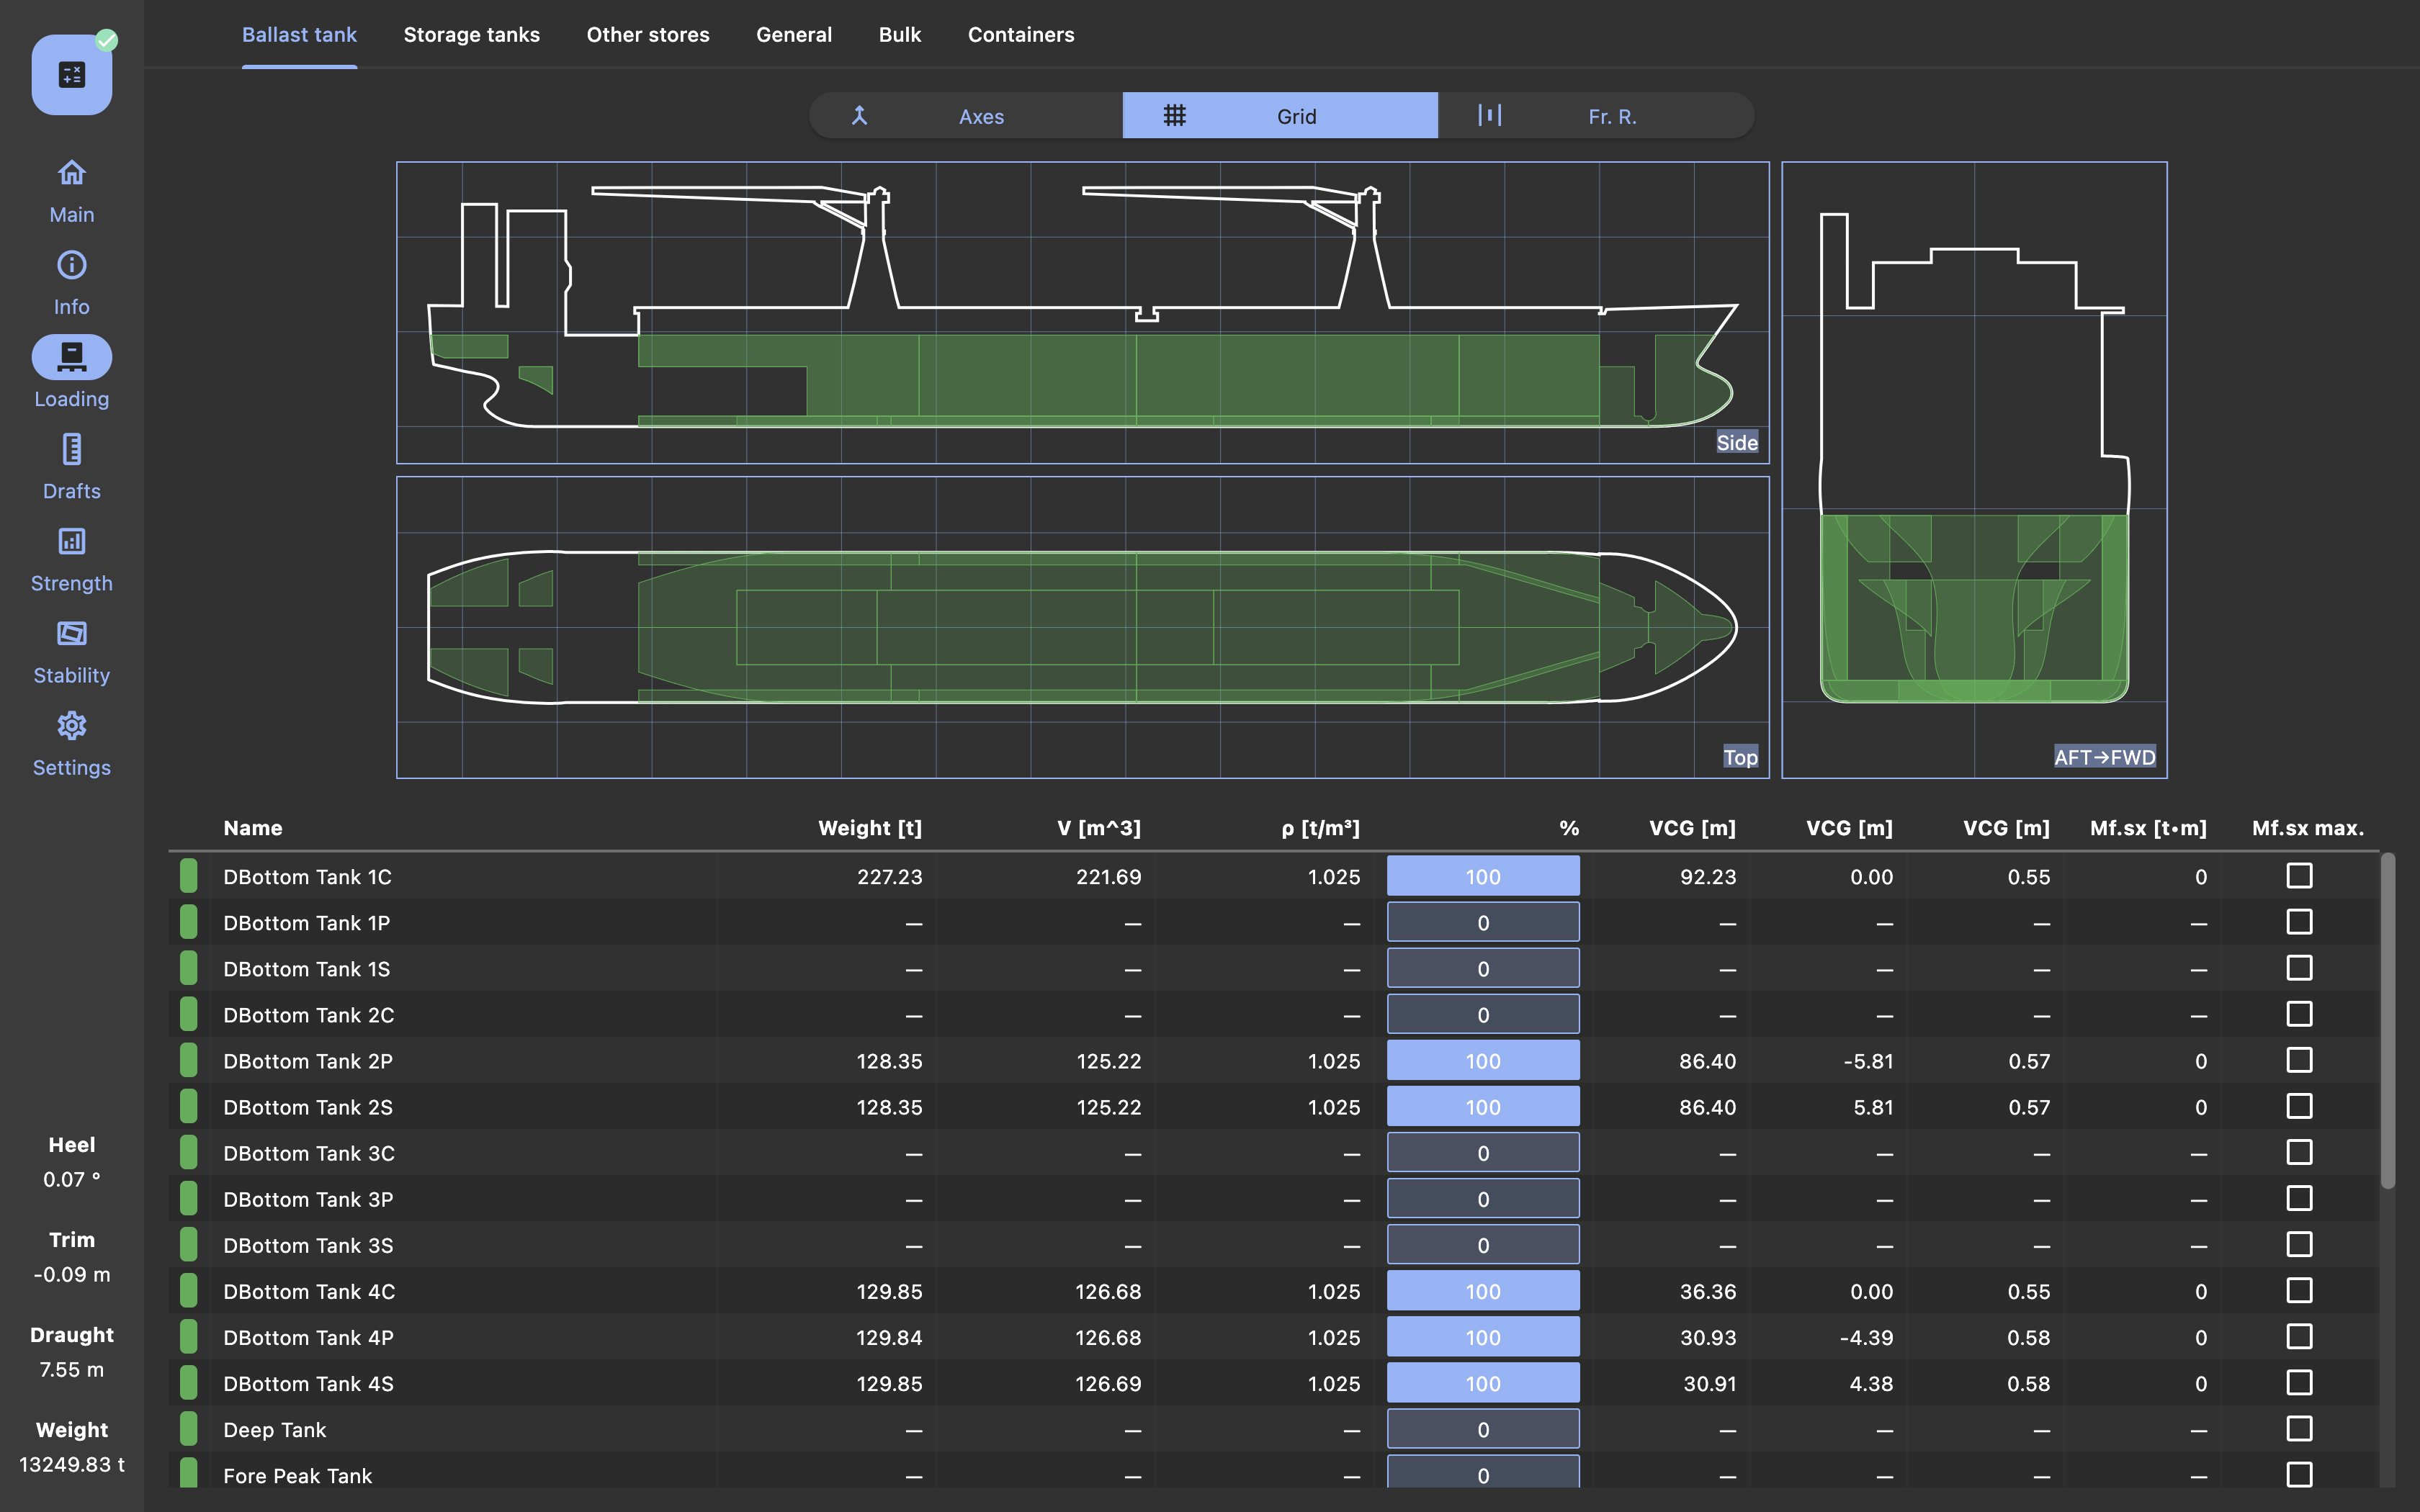 Ballast tank Storage tanks Other stores General Bulk Containers
Axes Grid Fr. R.
Main
Info
Loading
Drafts
Strength
Stability
Settings
Heel
0.07 °
Trim
-0.09 m
Draught
7.55 m
Weight
13249.83 t
Side
Top
AFT→FWD
Name Weight [t] V [m^3] ρ [t/m³] % VCG [m] VCG [m] VCG [m] Mf.sx [t•m] Mf.sx max.
DBottom Tank 1C 227.23 221.69 1.025 100 92.23 0.00 0.55 0
DBottom Tank 1P — — — 0 — — — —
DBottom Tank 1S — — — 0 — — — —
DBottom Tank 2C — — — 0 — — — —
DBottom Tank 2P 128.35 125.22 1.025 100 86.40 -5.81 0.57 0
DBottom Tank 2S 128.35 125.22 1.025 100 86.40 5.81 0.57 0
DBottom Tank 3C — — — 0 — — — —
DBottom Tank 3P — — — 0 — — — —
DBottom Tank 3S — — — 0 — — — —
DBottom Tank 4C 129.85 126.68 1.025 100 36.36 0.00 0.55 0
DBottom Tank 4P 129.84 126.68 1.025 100 30.93 -4.39 0.58 0
DBottom Tank 4S 129.85 126.69 1.025 100 30.91 4.38 0.58 0
Deep Tank — — — 0 — — — —
Fore Peak Tank — — — 0 — — — —